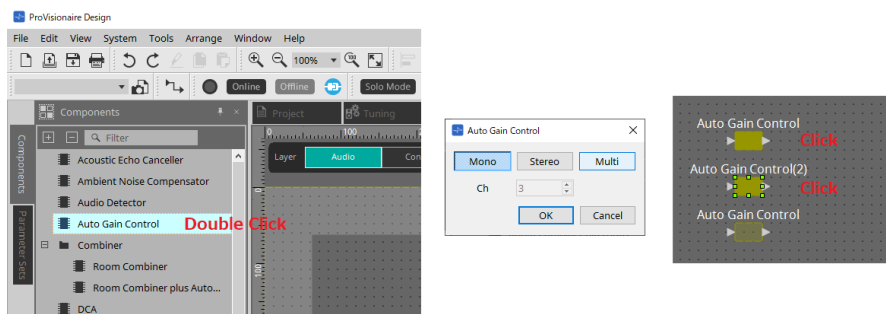 ProVisionaire Design
File Edit View System Tools Arrange Window Help
100%
Online Offline Solo Mode
Components
Project Tuning
Filter
0 100
Layer Audio Con
Components
Parameter Sets
Acoustic Echo Canceller
Ambient Noise Compensator
Audio Detector
Auto Gain Control Double Click
Combiner
Room Combiner
Room Combiner plus Auto...
DCA
0
100
Auto Gain Control
Mono Stereo Multi
Ch 3
OK Cancel
Auto Gain Control
Click
Auto Gain Control(2)
Click
Auto Gain Control